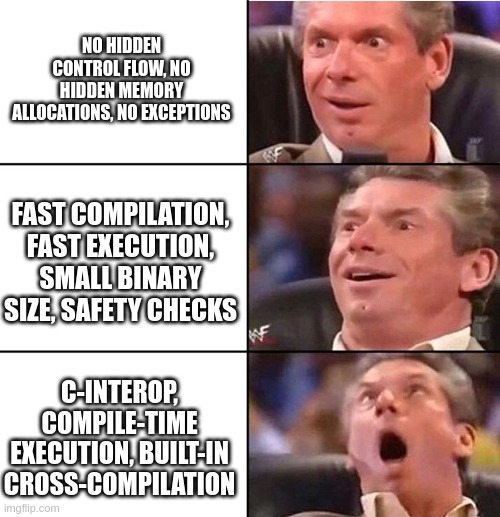 NO HIDDEN
CONTROL FLOW, NO
HIDDEN MEMORY
ALLOCATIONS, NO EXCEPTIONS
FAST COMPILATION,
FAST EXECUTION,
SMALL BINARY
SIZE, SAFETY CHECKS
C-INTEROP,
COMPILE-TIME
EXECUTION, BUILT-IN
CROSS-COMPILATION
imgflip.com